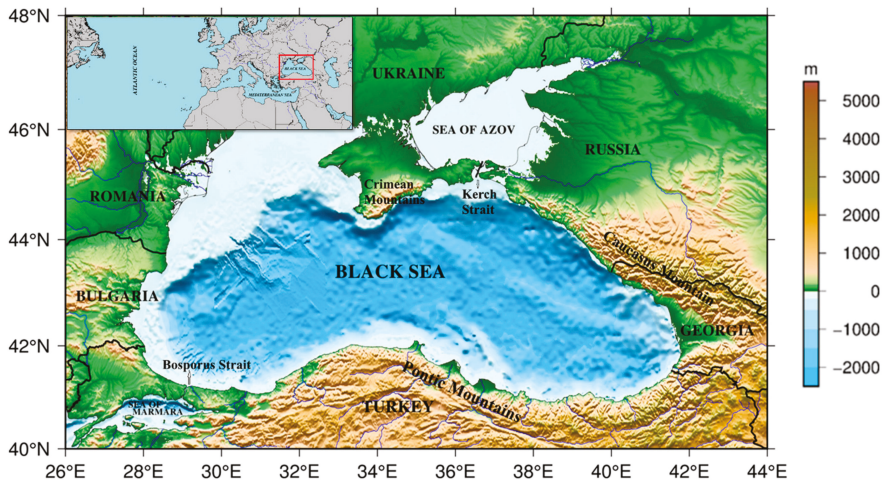 48°N
46°N
44°N
42°N
40°N
26°E 28°E 30°E 32°E 34°E 36°E 38°E 40°E 42°E 44°E
ATLANTIC OCEAN
BLACK SEA
MEDITERRANEAN SEA
UKRAINE
SEA OF AZOV
RUSSIA
ROMANIA
Crimean
Mountains
Kerch
Strait
Caucasus Mountain
BLACK SEA
BULGARIA
GEORGIA
Bosporus Strait
Pontic Mountains
SEA OF
MARMARA
TURKEY
m
5000
4000
3000
2000
1000
0
−1000
−2000